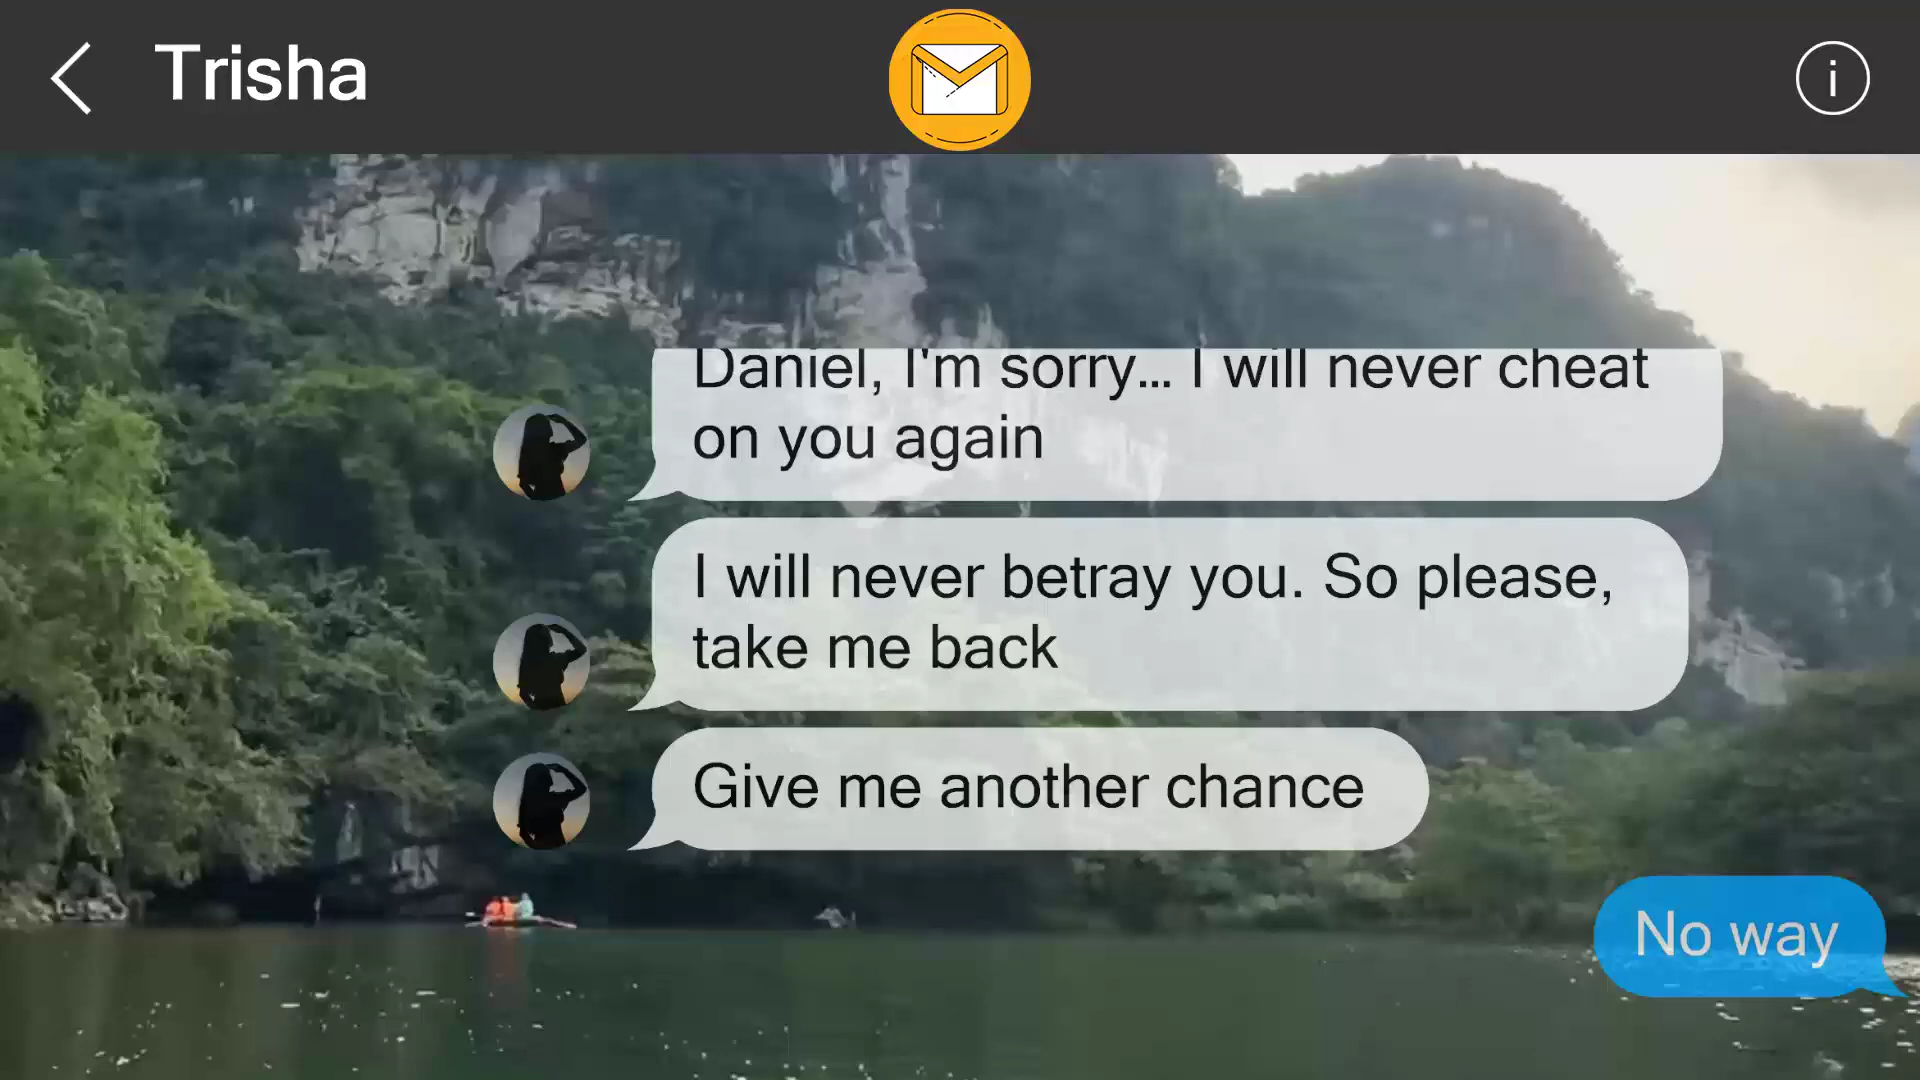 Trisha
Daniel, I'm sorry... I will never cheat
on you again
I will never betray you. So please,
take me back
Give me another chance
No way